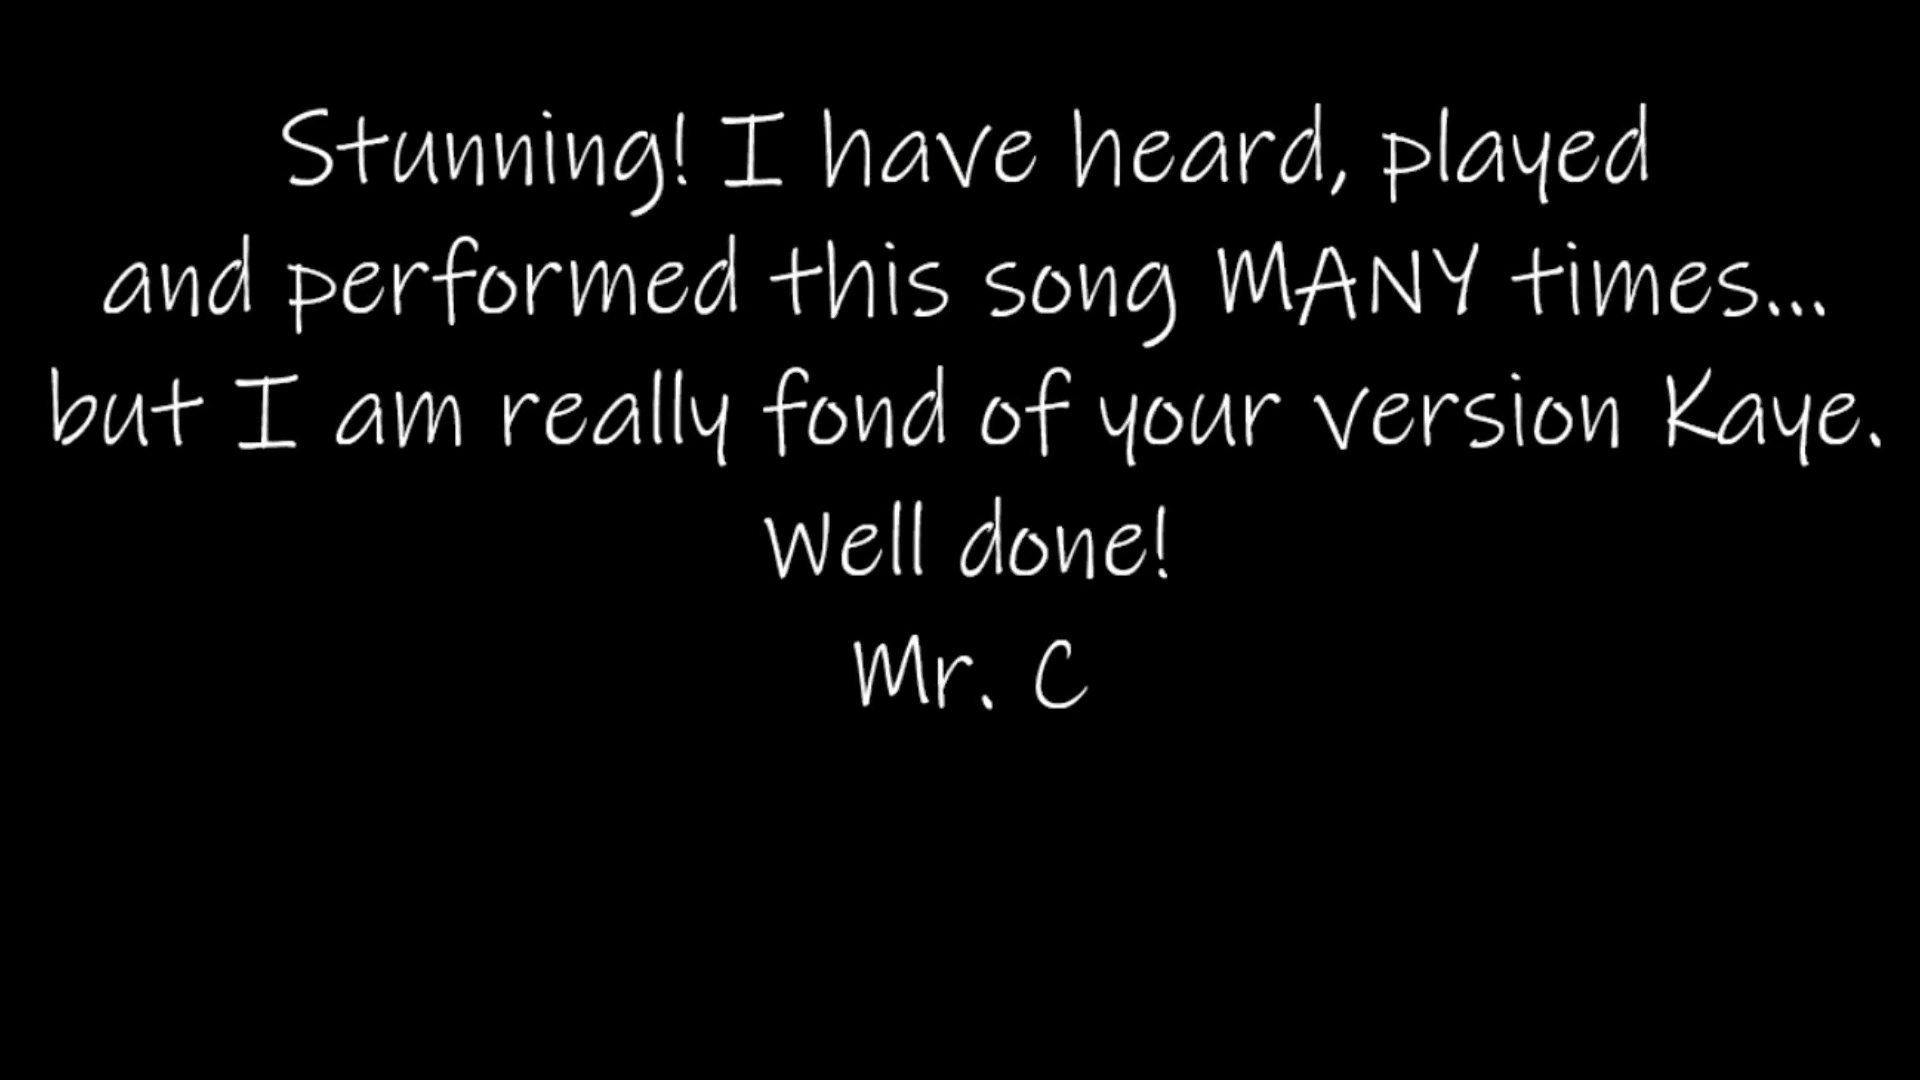 Stunning! I have heard, played
and performed this song MANY times...
but I am really fond of your version Kaye.
Well done!
Mr. C